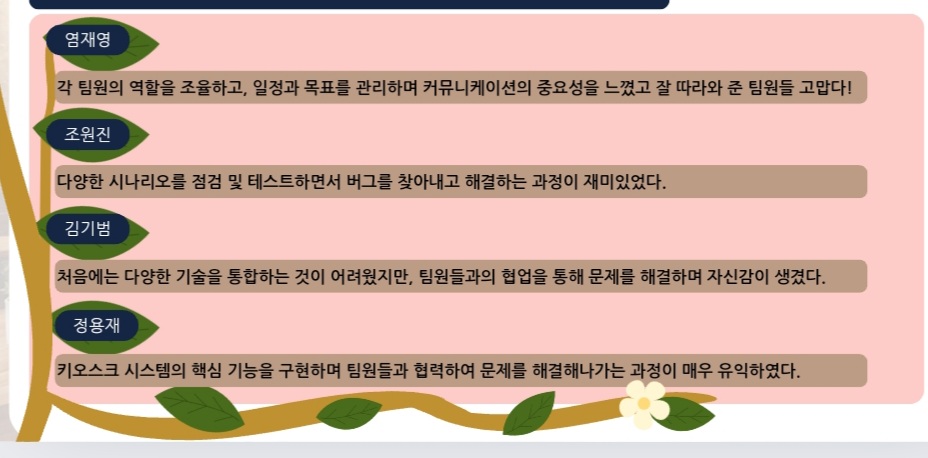 염재영
각 팀원의 역할을 조율하고, 일정과 목표를 관리하며 커뮤니케이션의 중요성을 느꼈고 잘 따라와 준 팀원들 고맙다!
조원진
다양한 시나리오를 점검 및 테스트하면서 버그를 찾아내고 해결하는 과정이 재미있었다.
김기범
처음에는 다양한 기술을 통합하는 것이 어려웠지만, 팀원들과의 협업을 통해 문제를 해결하며 자신감이 생겼다.
정용재
키오스크 시스템의 핵심 기능을 구현하며 팀원들과 협력하여 문제를 해결해나가는 과정이 매우 유익하였다.